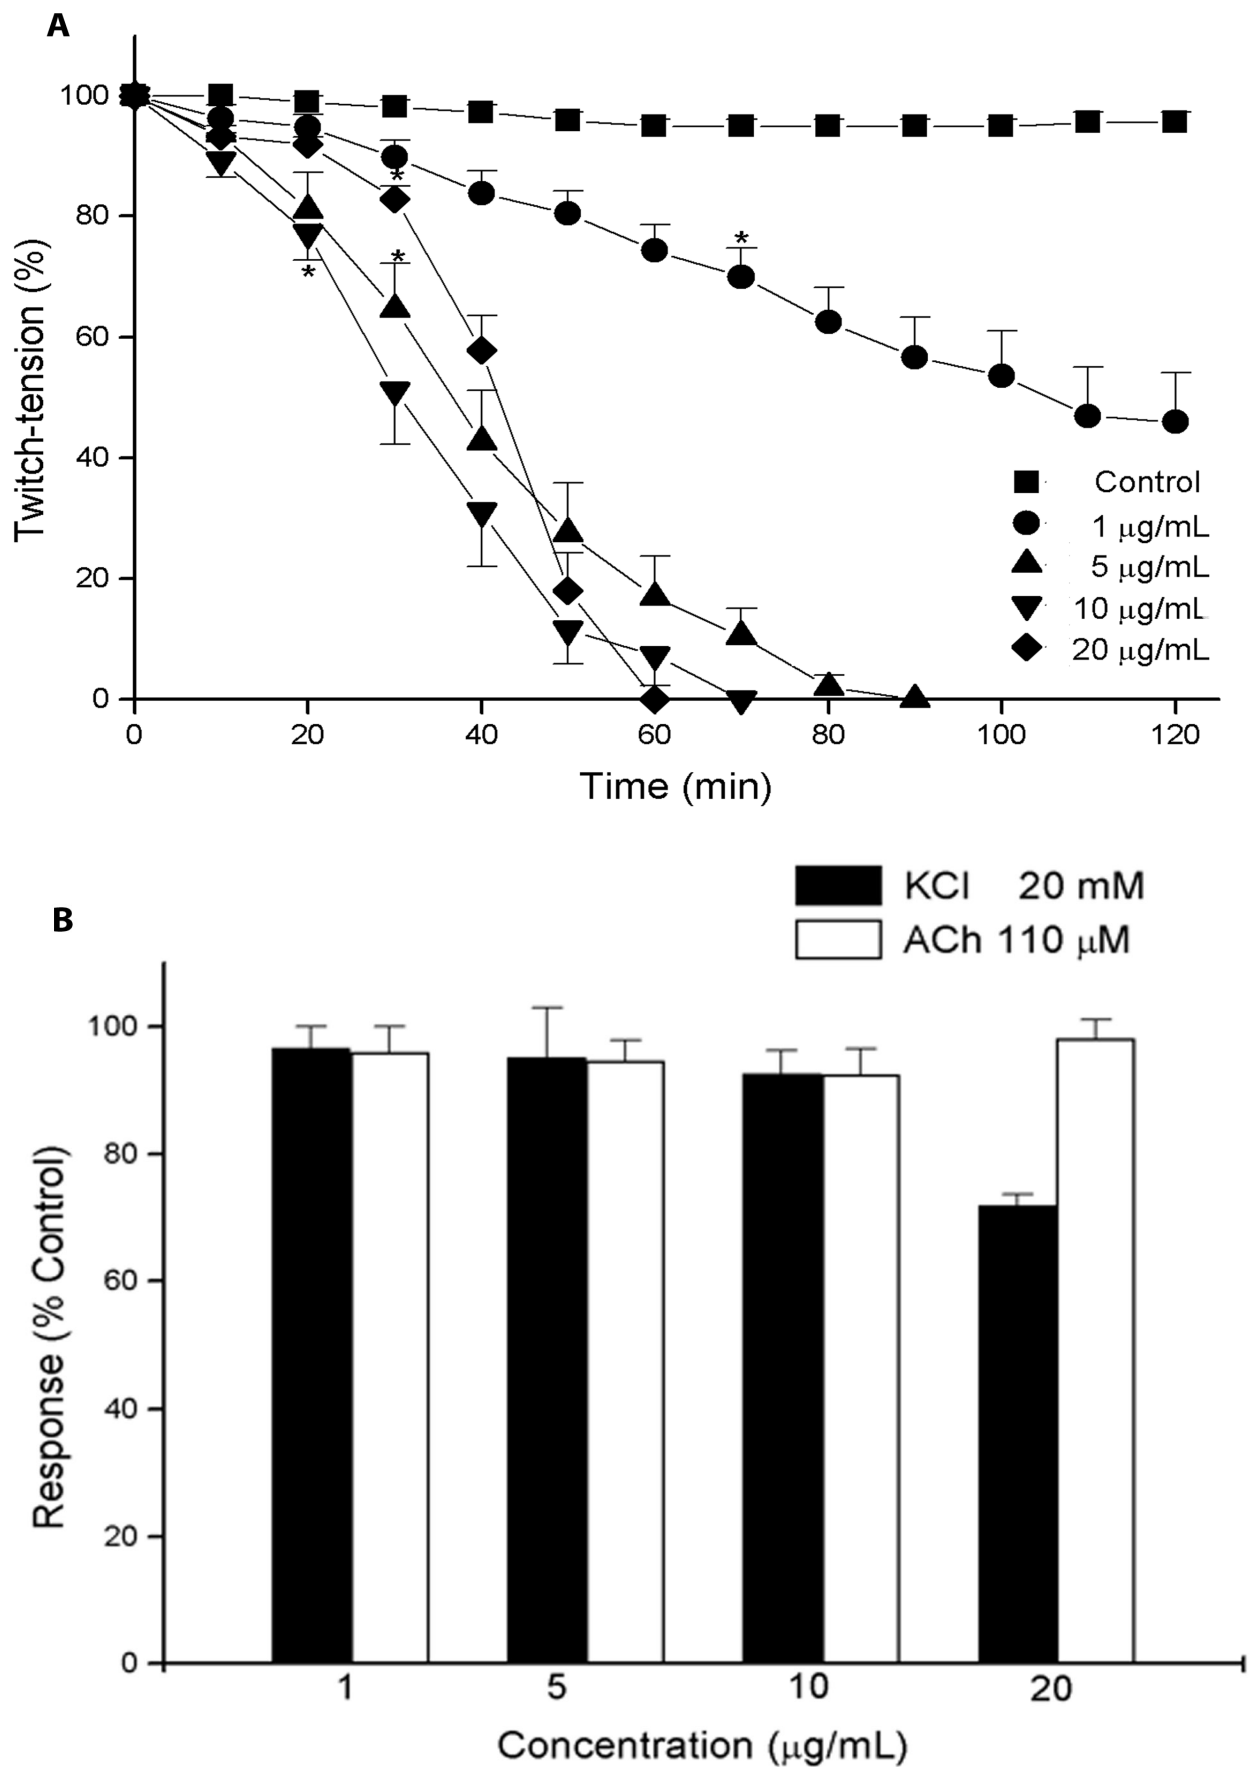 A
100
80
60
40
20
0
Twitch-tension (%)
*
*
*
*
Control
1 μg/mL
5 μg/mL
10 μg/mL
20 μg/mL
0 20 40 60 80 100 120
Time (min)
KCl 20 mM
ACh 110 μM
B
100
80
60
40
20
0
Response (% Control)
1 5 10 20
Concentration (μg/mL)